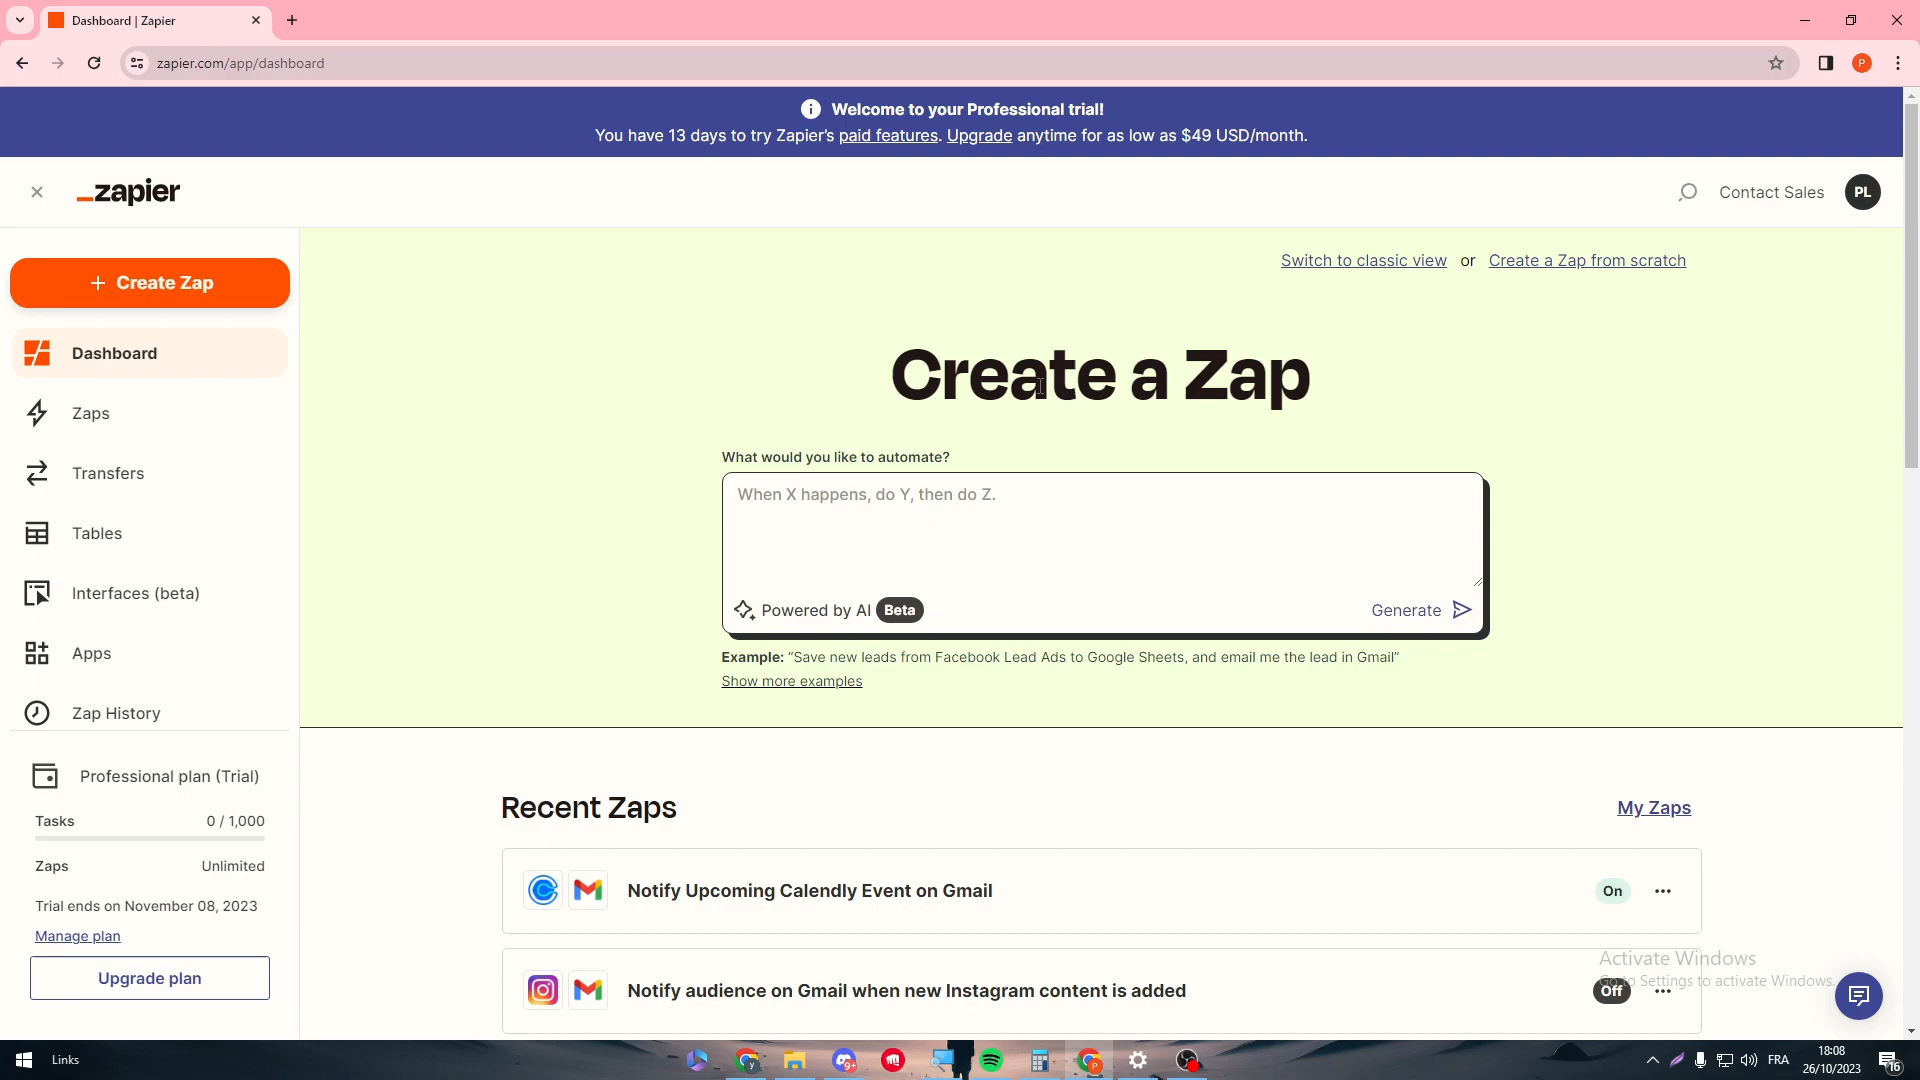 Dashboard | Zapier
zapier.com/app/dashboard
P
Welcome to your Professional trial!
You have 13 days to try Zapier's paid features. Upgrade anytime for as low as $49 USD/month.
_zapier
Contact Sales
PL
+ Create Zap
Dashboard
Zaps
Transfers
Tables
Interfaces (beta)
Apps
Zap History
Professional plan (Trial)
Tasks 0 / 1,000
Zaps Unlimited
Trial ends on November 08, 2023
Manage plan
Upgrade plan
Switch to classic view or Create a Zap from scratch
Create a Zap
What would you like to automate?
When X happens, do Y, then do Z.
Powered by AI Beta
Generate
Example: “Save new leads from Facebook Lead Ads to Google Sheets, and email me the lead in Gmail”
Show more examples
Recent Zaps
My Zaps
Notify Upcoming Calendly Event on Gmail
On
Notify audience on Gmail when new Instagram content is added
Off
Activate Windows
Go to Settings to activate Windows.
Links
y
9+
P
FRA
18:08
26/10/2023
16